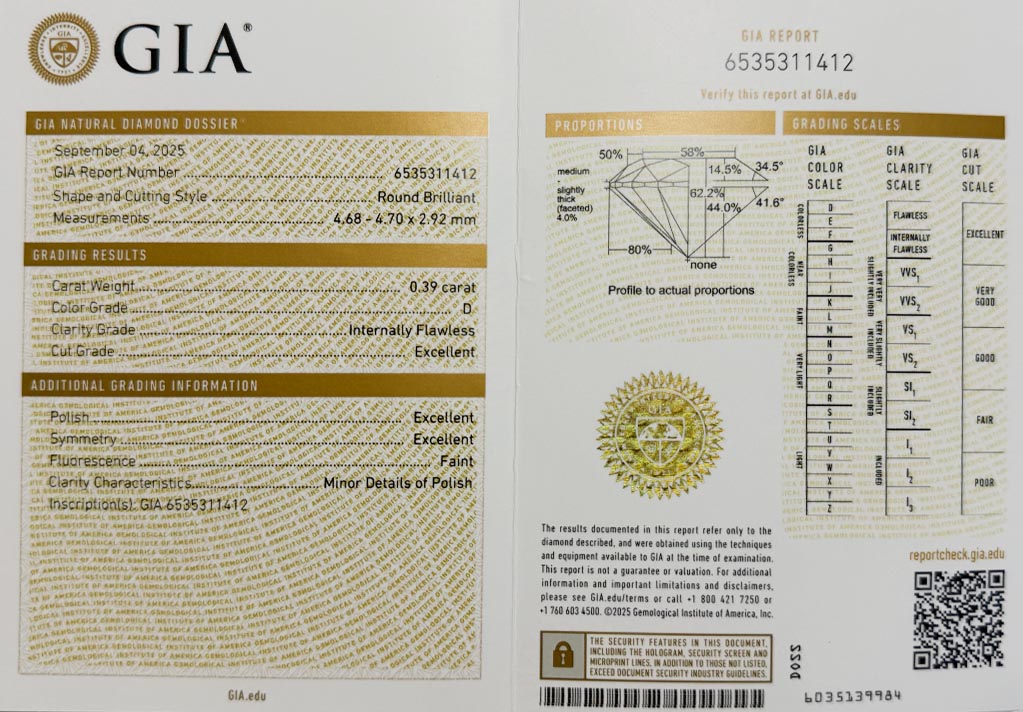 GIA®
GIA NATURAL DIAMOND DOSSIER®
September 04, 2025
GIA Report Number 6535311412
Shape and Cutting Style Round Brilliant
Measurements 4.68 - 4.70 x 2.92 mm
GRADING RESULTS
Carat Weight 0.39 carat
Color Grade D
Clarity Grade Internally Flawless
Cut Grade Excellent
ADDITIONAL GRADING INFORMATION
Polish Excellent
Symmetry Excellent
Fluorescence Faint
Clarity Characteristics Minor Details of Polish
Inscription(s): GIA 6535311412
GIA.edu
GIA REPORT
6535311412
Verify this report at GIA.edu
PROPORTIONS
50%
58%
14.5%
34.5°
medium
-
slightly
thick
(faceted)
4.0%
62.2%
44.0%
41.6°
80%
none
Profile to actual proportions
GRADING SCALES
GIA
COLOR
SCALE
COLORLESS
D
E
F
NEAR COLORLESS
G
H
I
J
FAINT
K
L
M
VERY LIGHT
N
O
P
Q
R
LIGHT
S
T
U
V
W
X
Y
Z
GIA
CLARITY
SCALE
FLAWLESS
INTERNALLY
FLAWLESS
VERY VERY
SLIGHTLY INCLUDED
VVS1
VVS2
VERY SLIGHTLY
INCLUDED
VS1
VS2
SLIGHTLY
INCLUDED
SI1
SI2
INCLUDED
I1
I2
I3
GIA
CUT
SCALE
EXCELLENT
VERY
GOOD
GOOD
FAIR
POOR
GIA
The results documented in this report refer only to the
diamond described, and were obtained using the techniques
and equipment available to GIA at the time of examination.
This report is not a guarantee or valuation. For additional
information and important limitations and disclaimers,
please see GIA.edu/terms or call +1 800 421 7250 or
+1 760 603 4500. ©2025 Gemological Institute of America, Inc.
THE SECURITY FEATURES IN THIS DOCUMENT,
INCLUDING THE HOLOGRAM, SECURITY SCREEN AND
MICROPRINT LINES, IN ADDITION TO THOSE NOT LISTED,
EXCEED DOCUMENT SECURITY INDUSTRY GUIDELINES.
reportcheck.gia.edu
DO22
6035139984